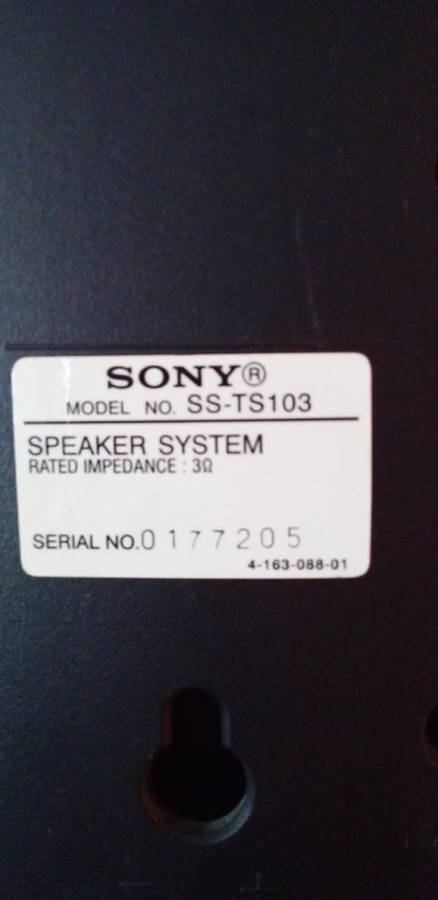 SONY®
MODEL NO. SS-TS103
SPEAKER SYSTEM
RATED IMPEDANCE : 3Ω
SERIAL NO. 0177205
4-163-088-01